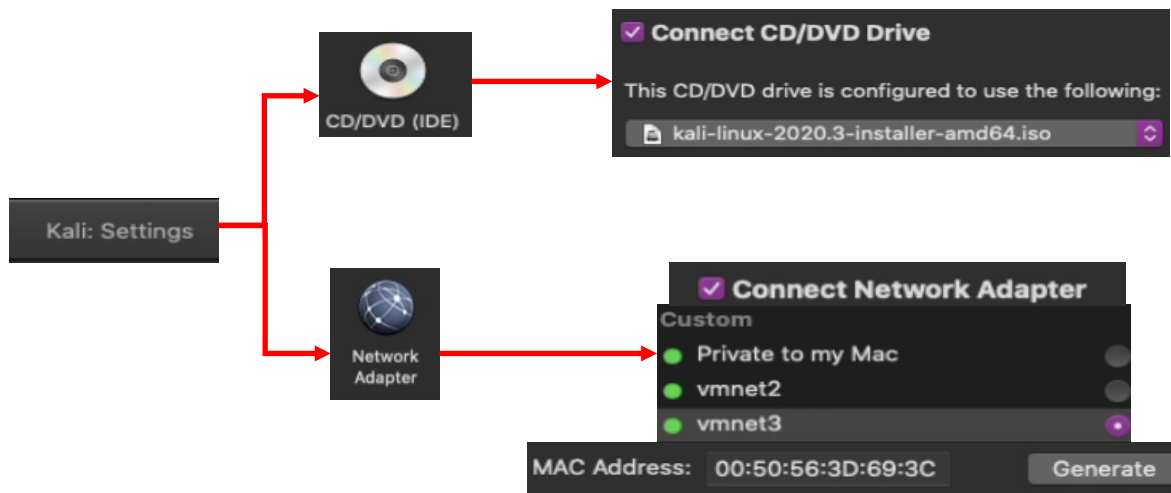 Kali: Settings
CD/DVD (IDE)
Connect CD/DVD Drive
This CD/DVD drive is configured to use the following:
kali-linux-2020.3-installer-amd64.iso
Network
Adapter
Connect Network Adapter
Custom
Private to my Mac
vmnet2
vmnet3
MAC Address: 00:50:56:3D:69:3C Generate